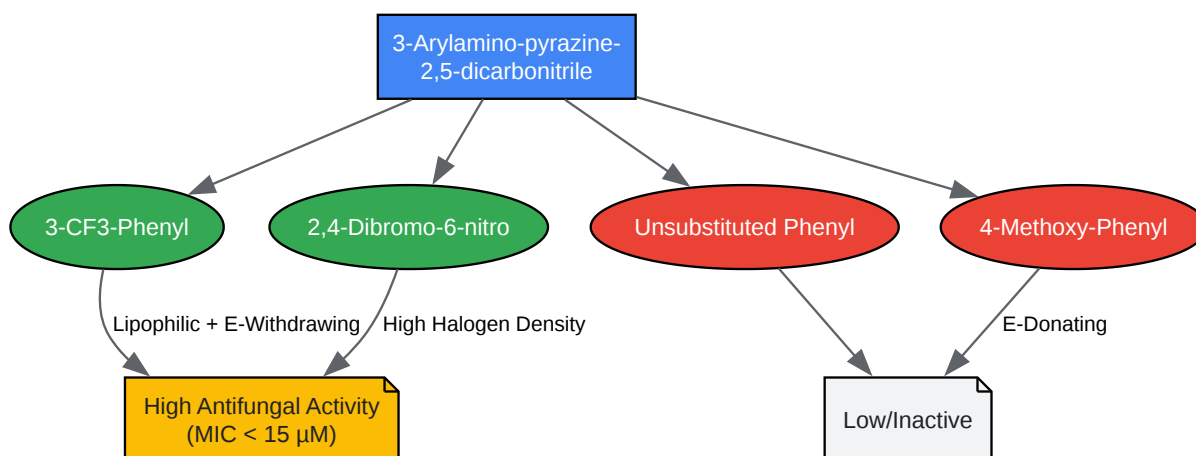 3-Arylamino-pyrazine-
2,5-dicarbonitrile
3-CF3-Phenyl
2,4-Dibromo-6-nitro
Unsubstituted Phenyl
4-Methoxy-Phenyl
Lipophilic + E-Withdrawing
High Halogen Density
E-Donating
High Antifungal Activity
(MIC < 15 µM)
Low/Inactive